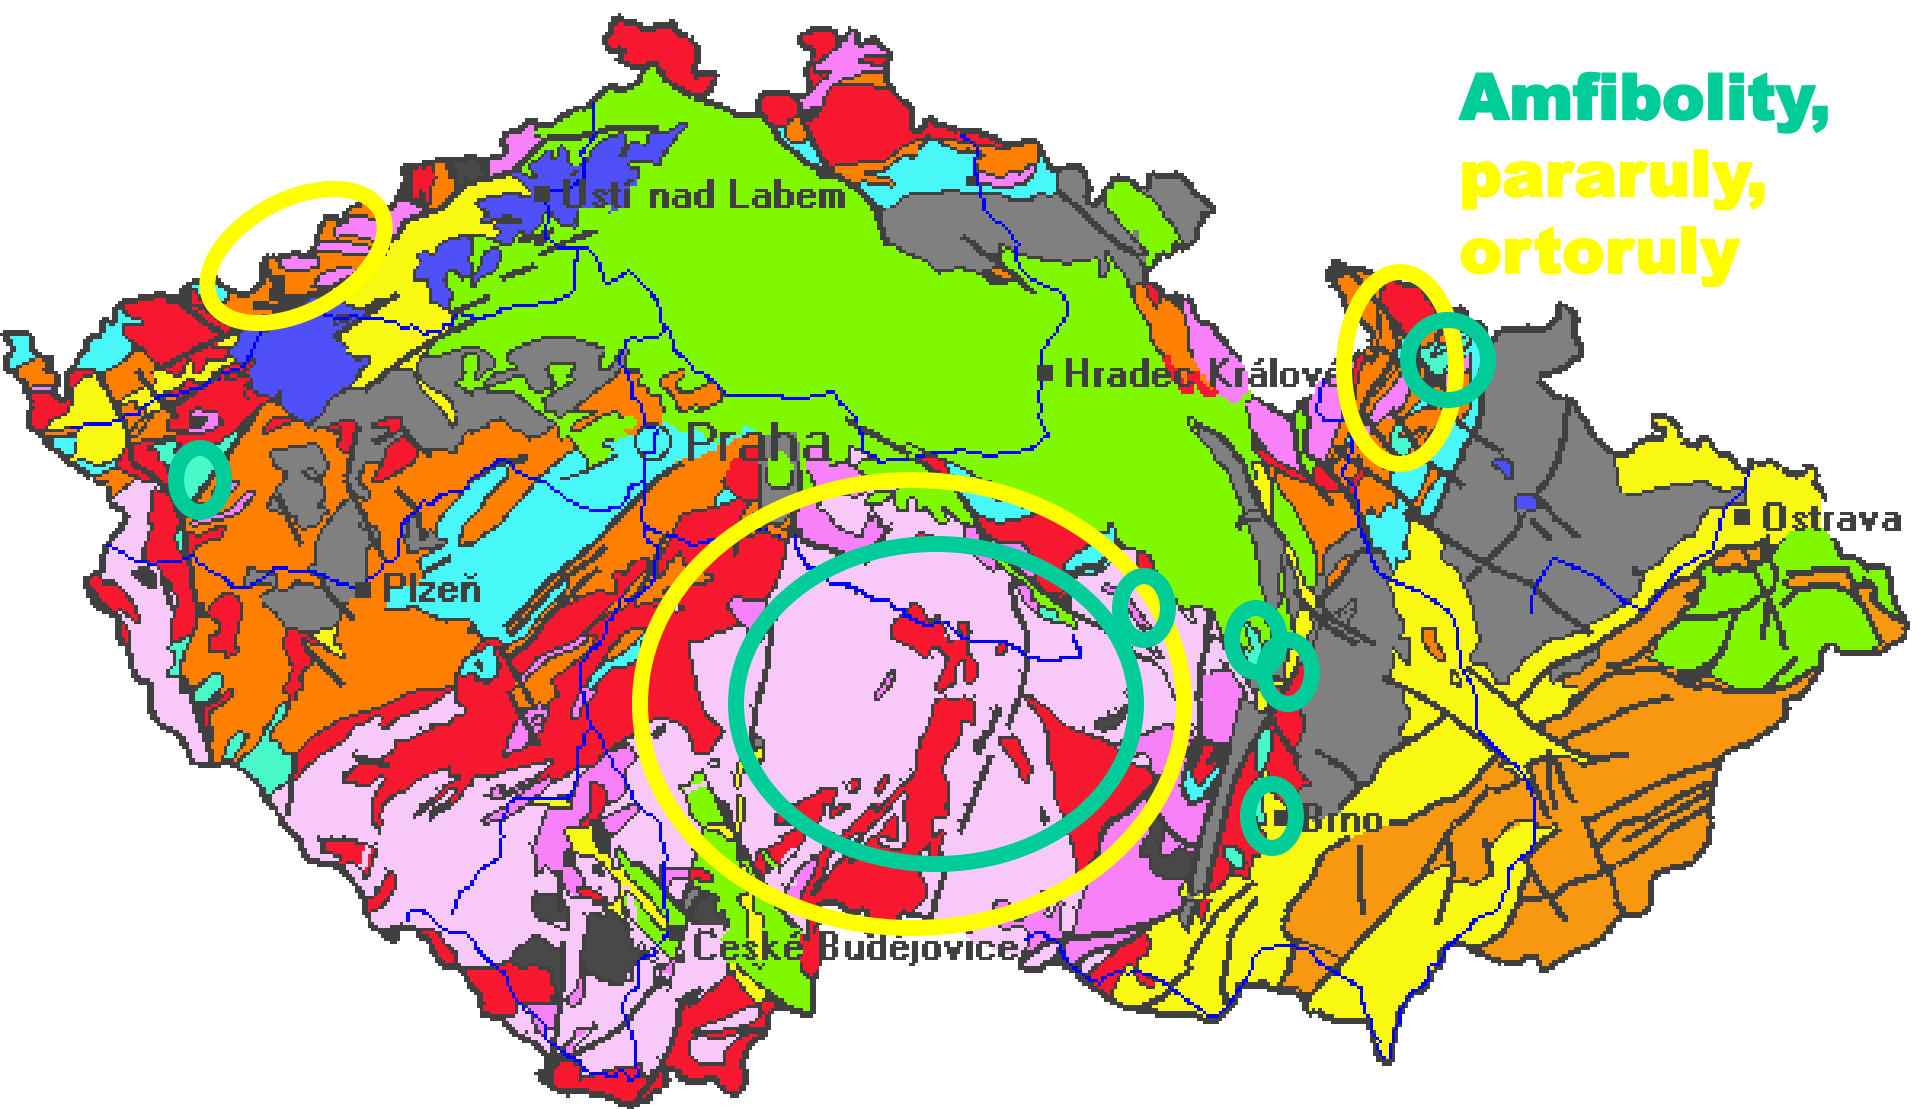 Amfibolity,
pararuly,
ortoruly
Ústí nad Labem
Hradec Králové
Praha
Ostrava
Plzeň
Brno
České Budějovice